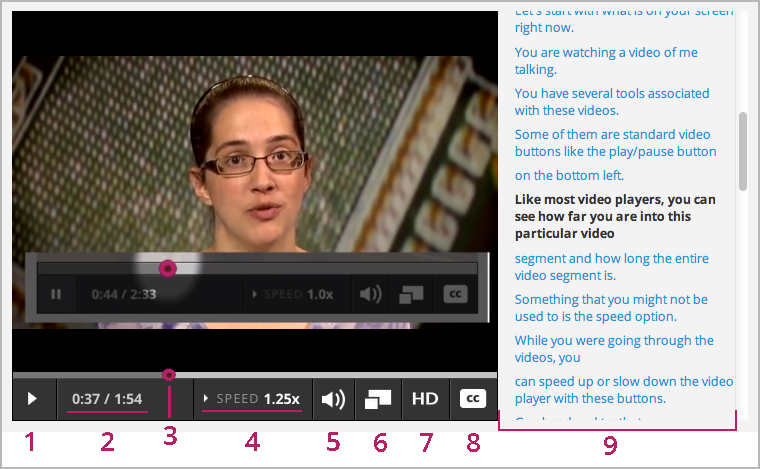 Let's start with what is on your screen
right now.
You are watching a video of me
talking.
You have several tools associated
with these videos.
Some of them are standard video
buttons like the play/pause button
on the bottom left.
Like most video players, you can
see how far you are into this
particular video
segment and how long the entire
video segment is.
Something that you might not be
used to is the speed option.
While you were going through the
videos, you
can speed up or slow down the video
player with these buttons.
0:44 / 2:33 SPEED 1.0x cc
0:37 / 1:54 SPEED 1.25x HD cc
1 2 3 4 5 6 7 8 9